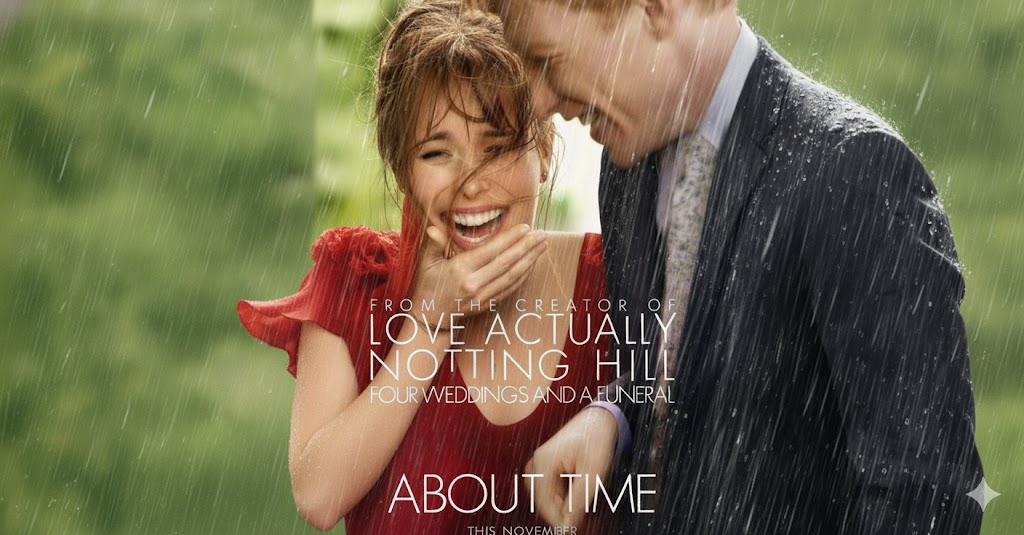 FROM THE CREATOR OF
LOVE ACTUALLY
NOTTING HILL
FOUR WEDDINGS AND A FUNERAL
ABOUT TIME
THIS NOVEMBER